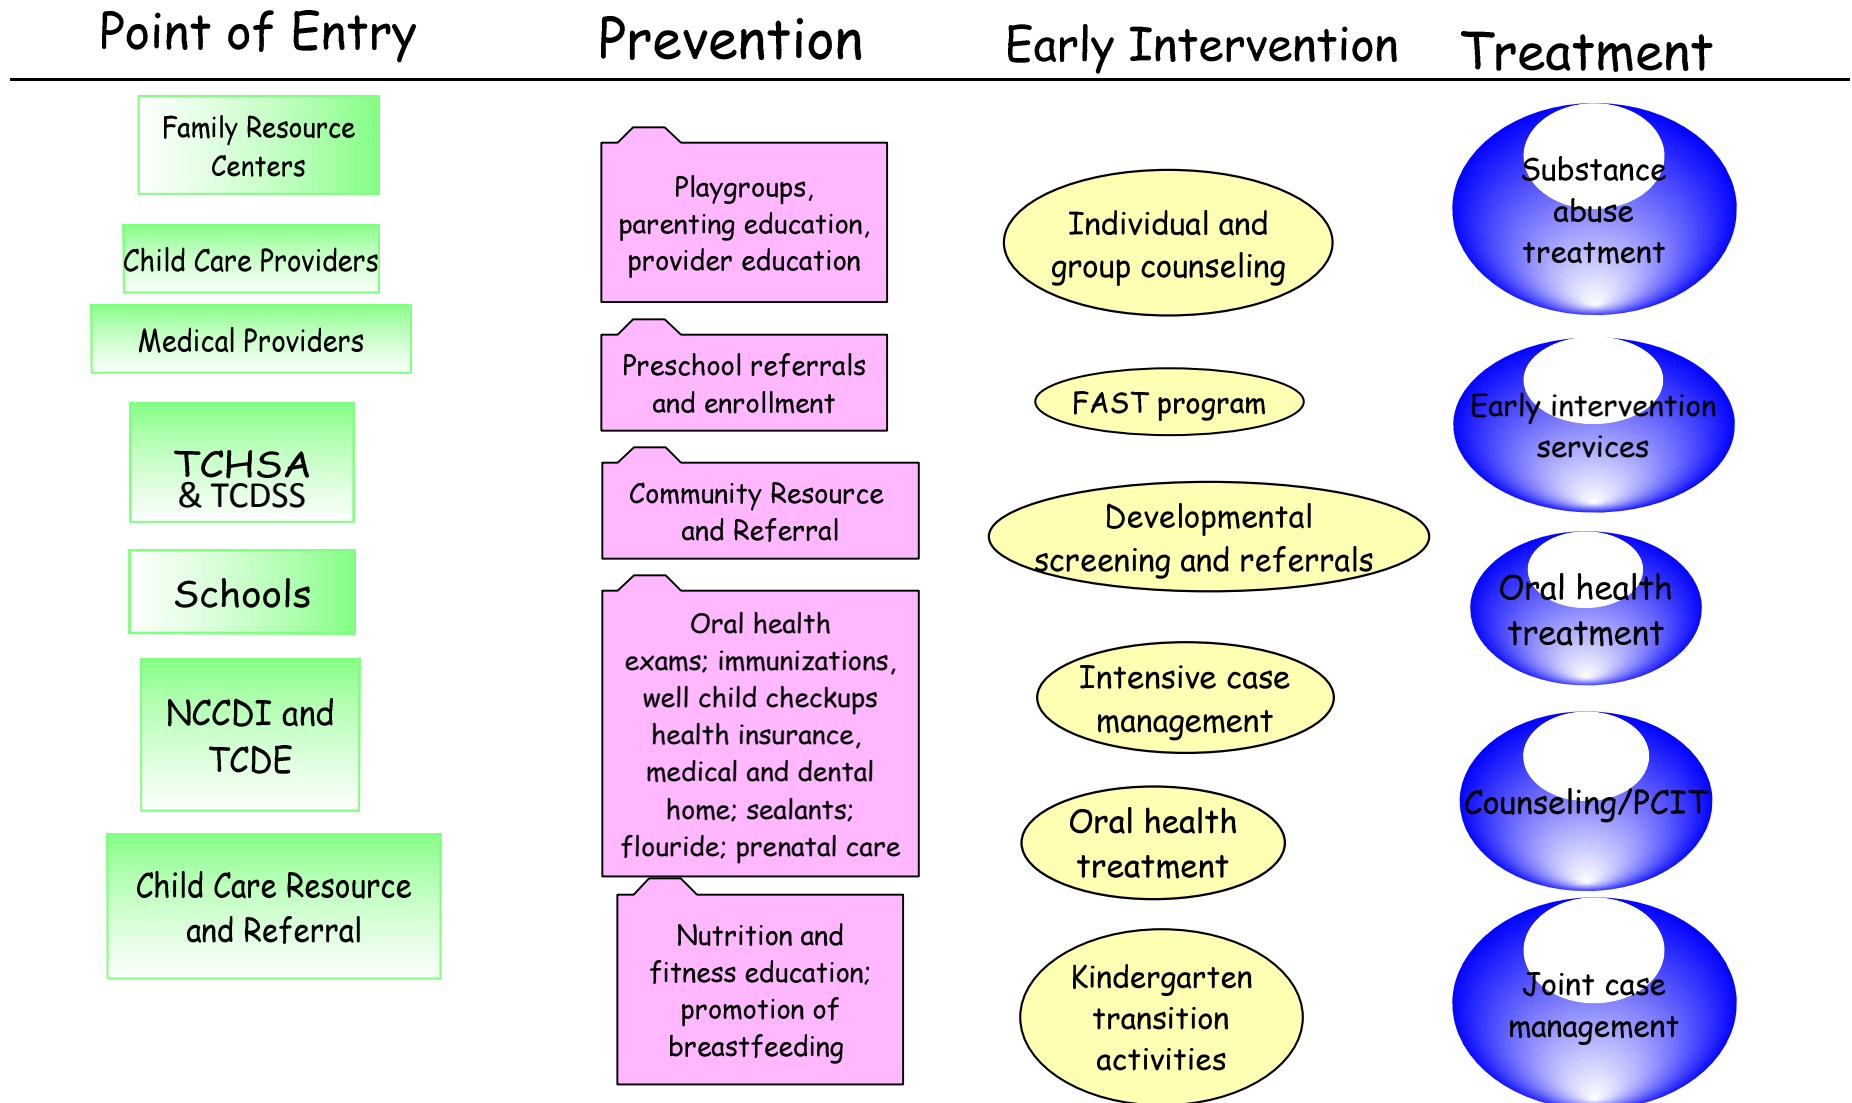 Point of Entry
Prevention
Early Intervention
Treatment
Family Resource
Centers
Child Care Providers
Medical Providers
TCHSA
& TCDSS
Schools
NCCDI and
TCDE
Child Care Resource
and Referral
Playgroups,
parenting education,
provider education
Preschool referrals
and enrollment
Community Resource
and Referral
Oral health
exams; immunizations,
well child checkups
health insurance,
medical and dental
home; sealants;
flouride; prenatal care
Nutrition and
fitness education;
promotion of
breastfeeding
Individual and
group counseling
FAST program
Developmental
screening and referrals
Intensive case
management
Oral health
treatment
Kindergarten
transition
activities
Substance
abuse
treatment
Early intervention
services
Oral health
treatment
Counseling/PCIT
Joint case
management